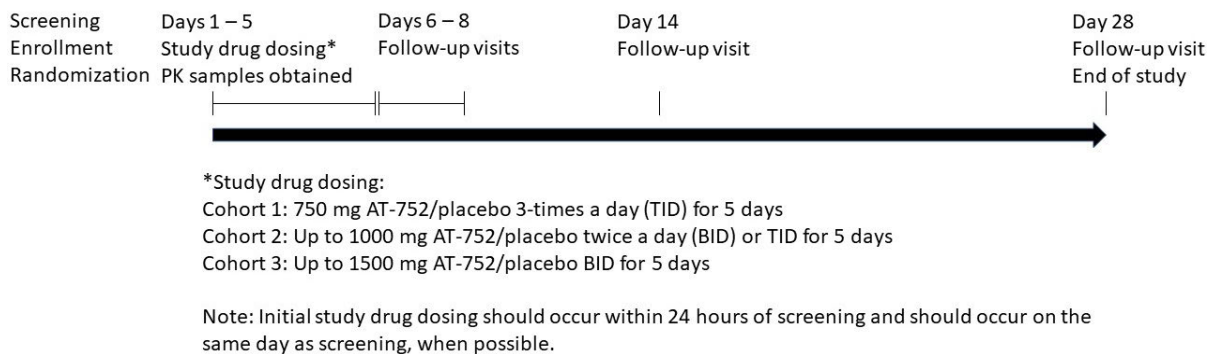 Screening
Enrollment
Randomization
Days 1 – 5
Study drug dosing*
PK samples obtained
Days 6 – 8
Follow-up visits
Day 14
Follow-up visit
Day 28
Follow-up visit
End of study
*Study drug dosing:
Cohort 1: 750 mg AT-752/placebo 3-times a day (TID) for 5 days
Cohort 2: Up to 1000 mg AT-752/placebo twice a day (BID) or TID for 5 days
Cohort 3: Up to 1500 mg AT-752/placebo BID for 5 days
Note: Initial study drug dosing should occur within 24 hours of screening and should occur on the
same day as screening, when possible.